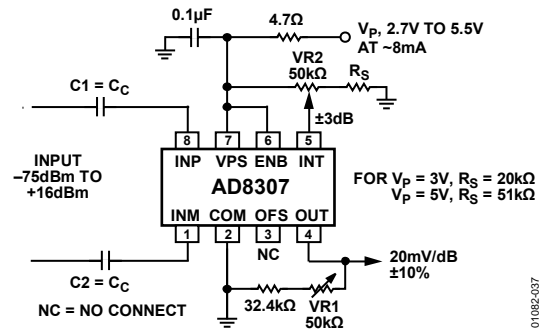 0.1µF
4.7Ω
VP, 2.7V TO 5.5V
AT ~8mA
VR2
50kΩ
RS
C1 = CC
±3dB
8
7
6
5
INP
VPS
ENB
INT
INPUT
–75dBm TO
+16dBm
AD8307
FOR VP = 3V, RS = 20kΩ
VP = 5V, RS = 51kΩ
INM
COM
OFS
OUT
1
2
3
4
NC
C2 = CC
20mV/dB
±10%
NC = NO CONNECT
32.4kΩ
VR1
50kΩ
01082-037